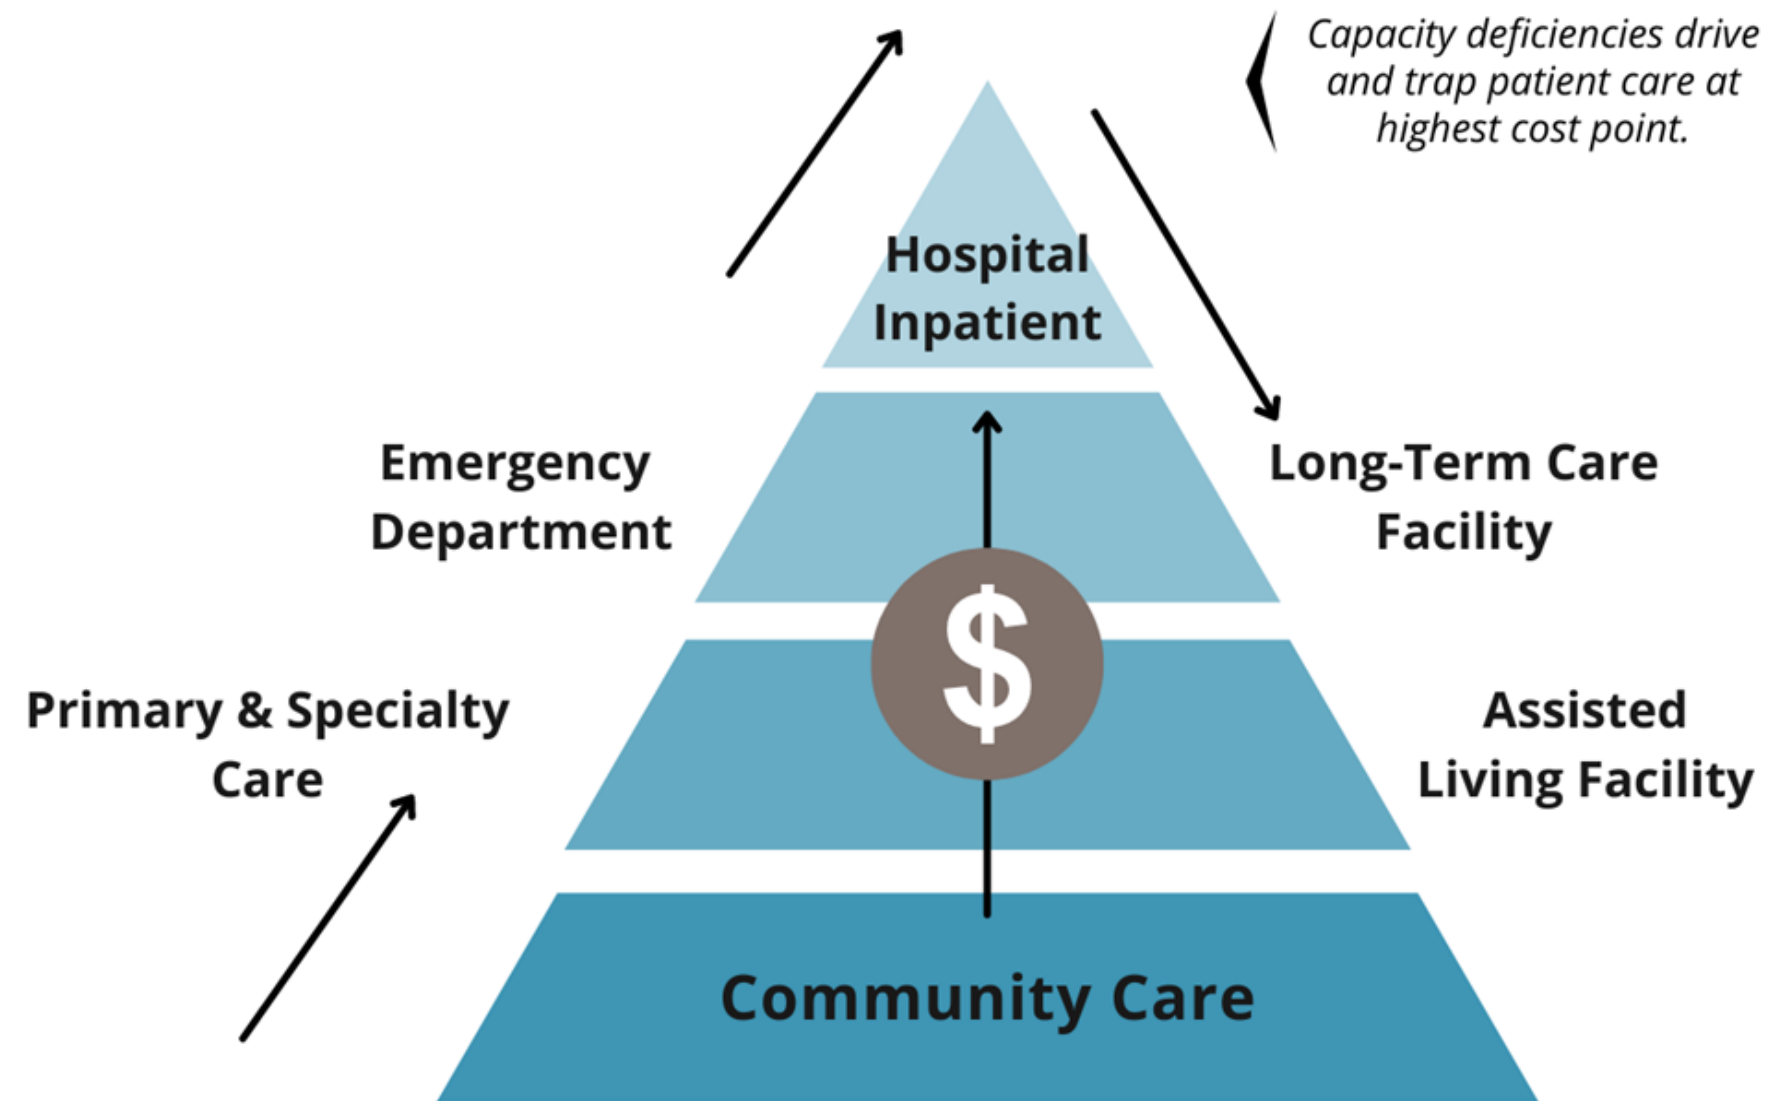 Capacity deficiencies drive
and trap patient care at
highest cost point.
Hospital
Inpatient
Emergency
Department
Long-Term Care
Facility
$
Primary & Specialty
Care
Assisted
Living Facility
Community Care